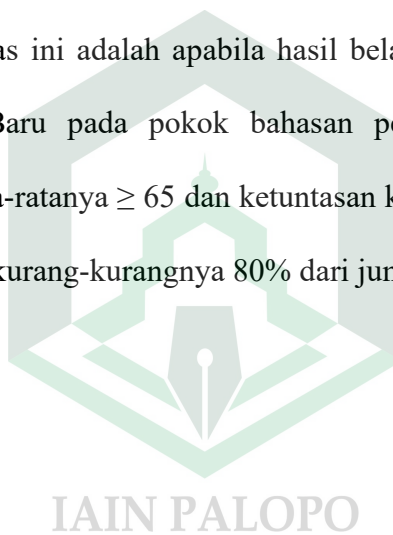 as ini adalah apabila hasil bela
Baru pada pokok bahasan pe
a-ratanya ≥ 65 dan ketuntasan k
kurang-kurangnya 80% dari jun
IAIN PALOPO